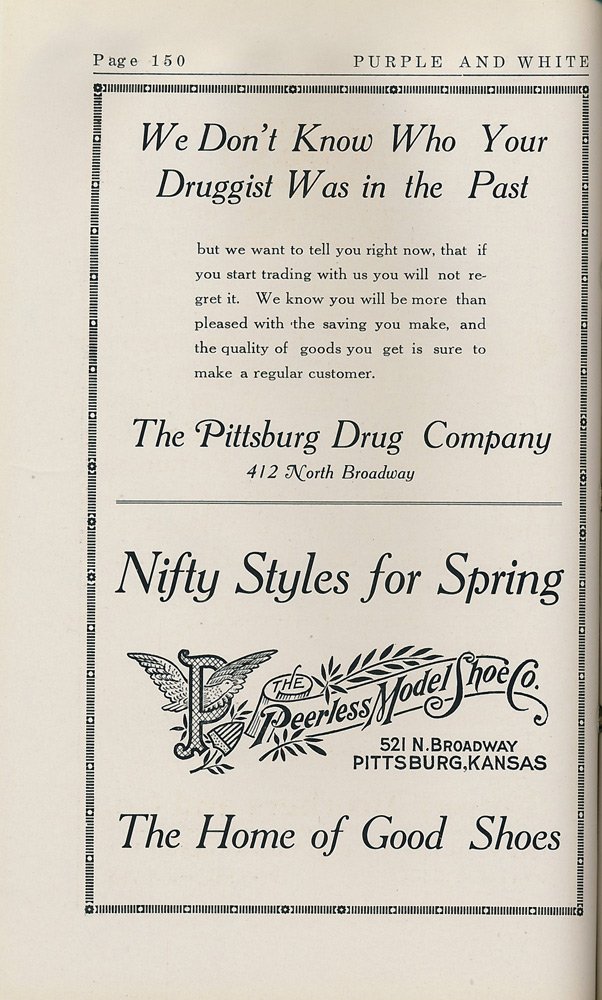 Page 150 PURPLE AND WHITE
We Don't Know Who Your
Druggist Was in the Past
but we want to tell you right now, that if
you start trading with us you will not re-
gret it. We know you will be more than
pleased with the saving you make, and
the quality of goods you get is sure to
make a regular customer.
The Pittsburg Drug Company
412 North Broadway
Nifty Styles for Spring
P
THE
Peerless Model Shoe Co.
521 N. BROADWAY
PITTSBURG, KANSAS
The Home of Good Shoes